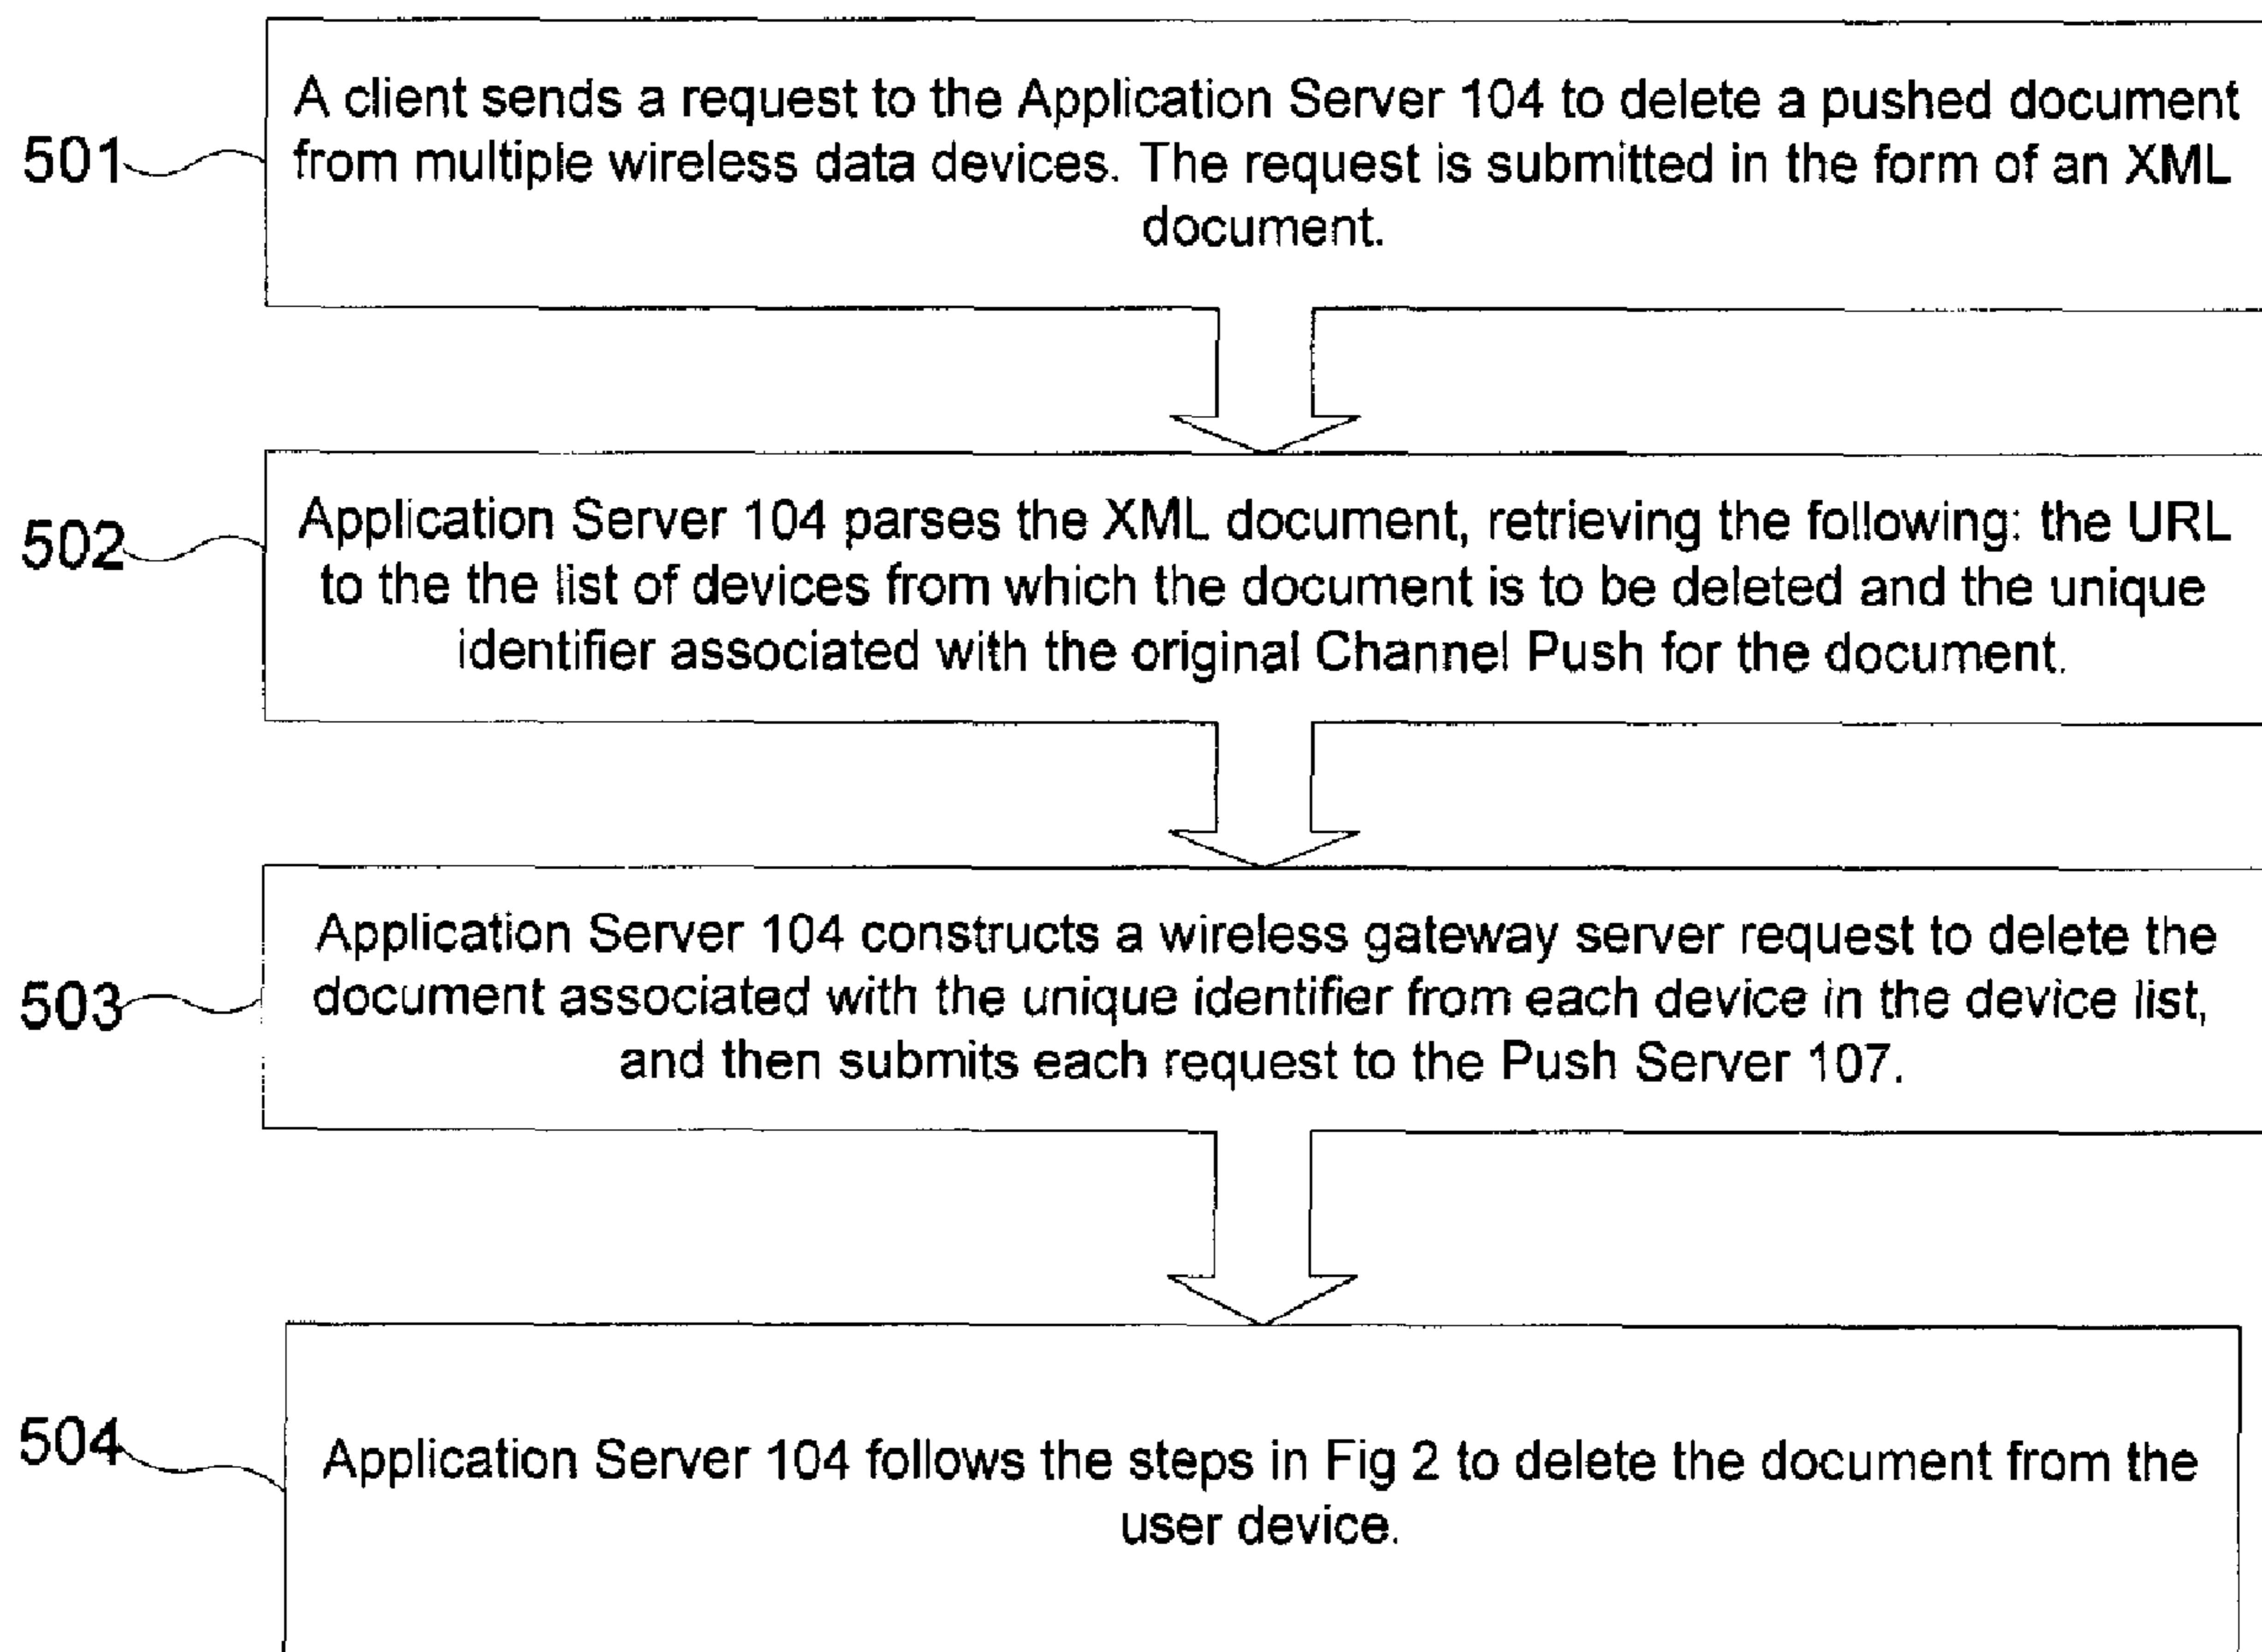 A client sends a request to the Application Server 104 to delete a pushed document
501
from multiple wireless data devices. The request is submitted in the form of an XML
document.
Application Server 104 parses the XML document, retrieving the following: the URL
502
to the the list of devices from which the document is to be deleted and the unique
identifier associated with the original Channel Push for the document.
Application Server 104 constructs a wireless gateway server request to delete the
503
document associated with the unique identifier from each device in the device list,
and then submits each request to the Push Server 107.
504
Application Server 104 follows the steps in Fig 2 to delete the document from the
user device.